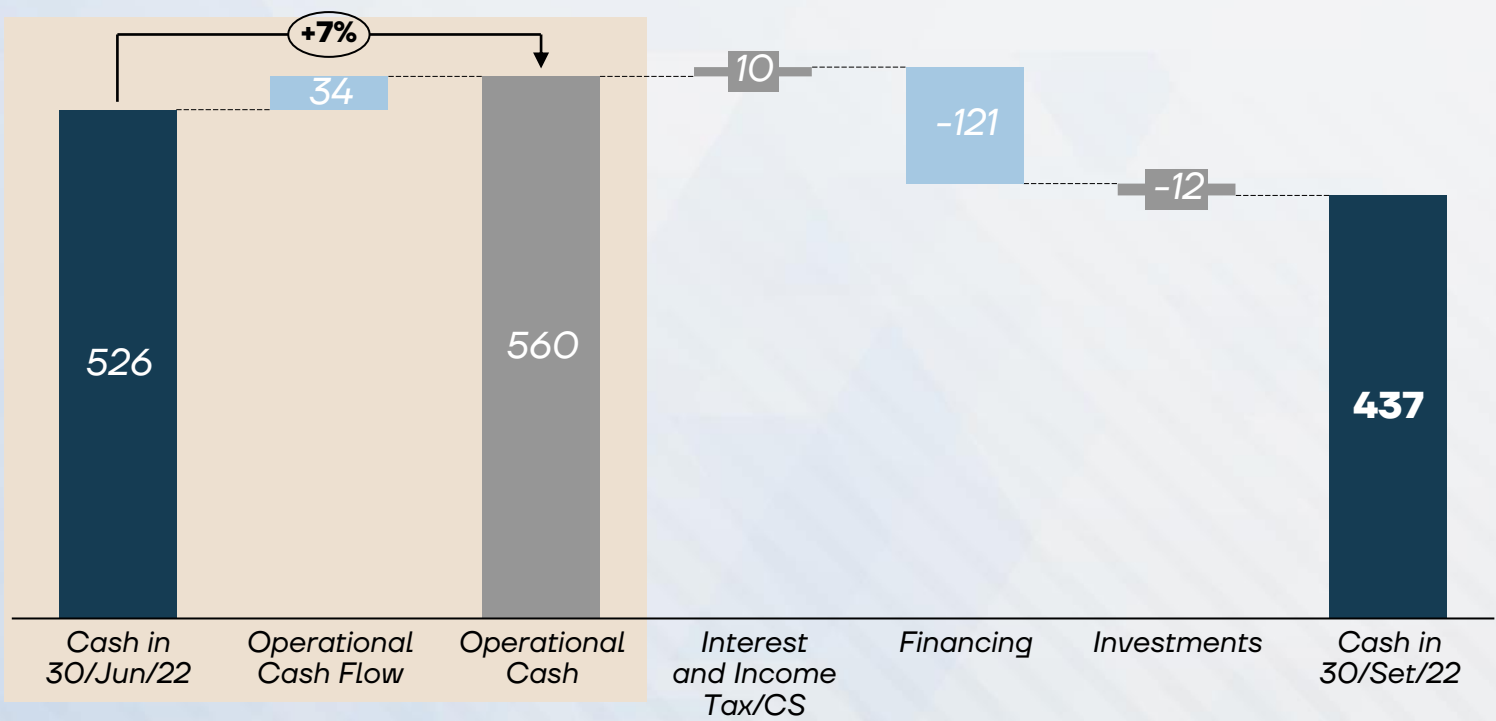 +7%
34
10
-121
-12
526
560
437
Cash in
30/Jun/22
Operational
Cash Flow
Operational
Cash
Interest
and Income
Tax/CS
Financing
Investments
Cash in
30/Set/22